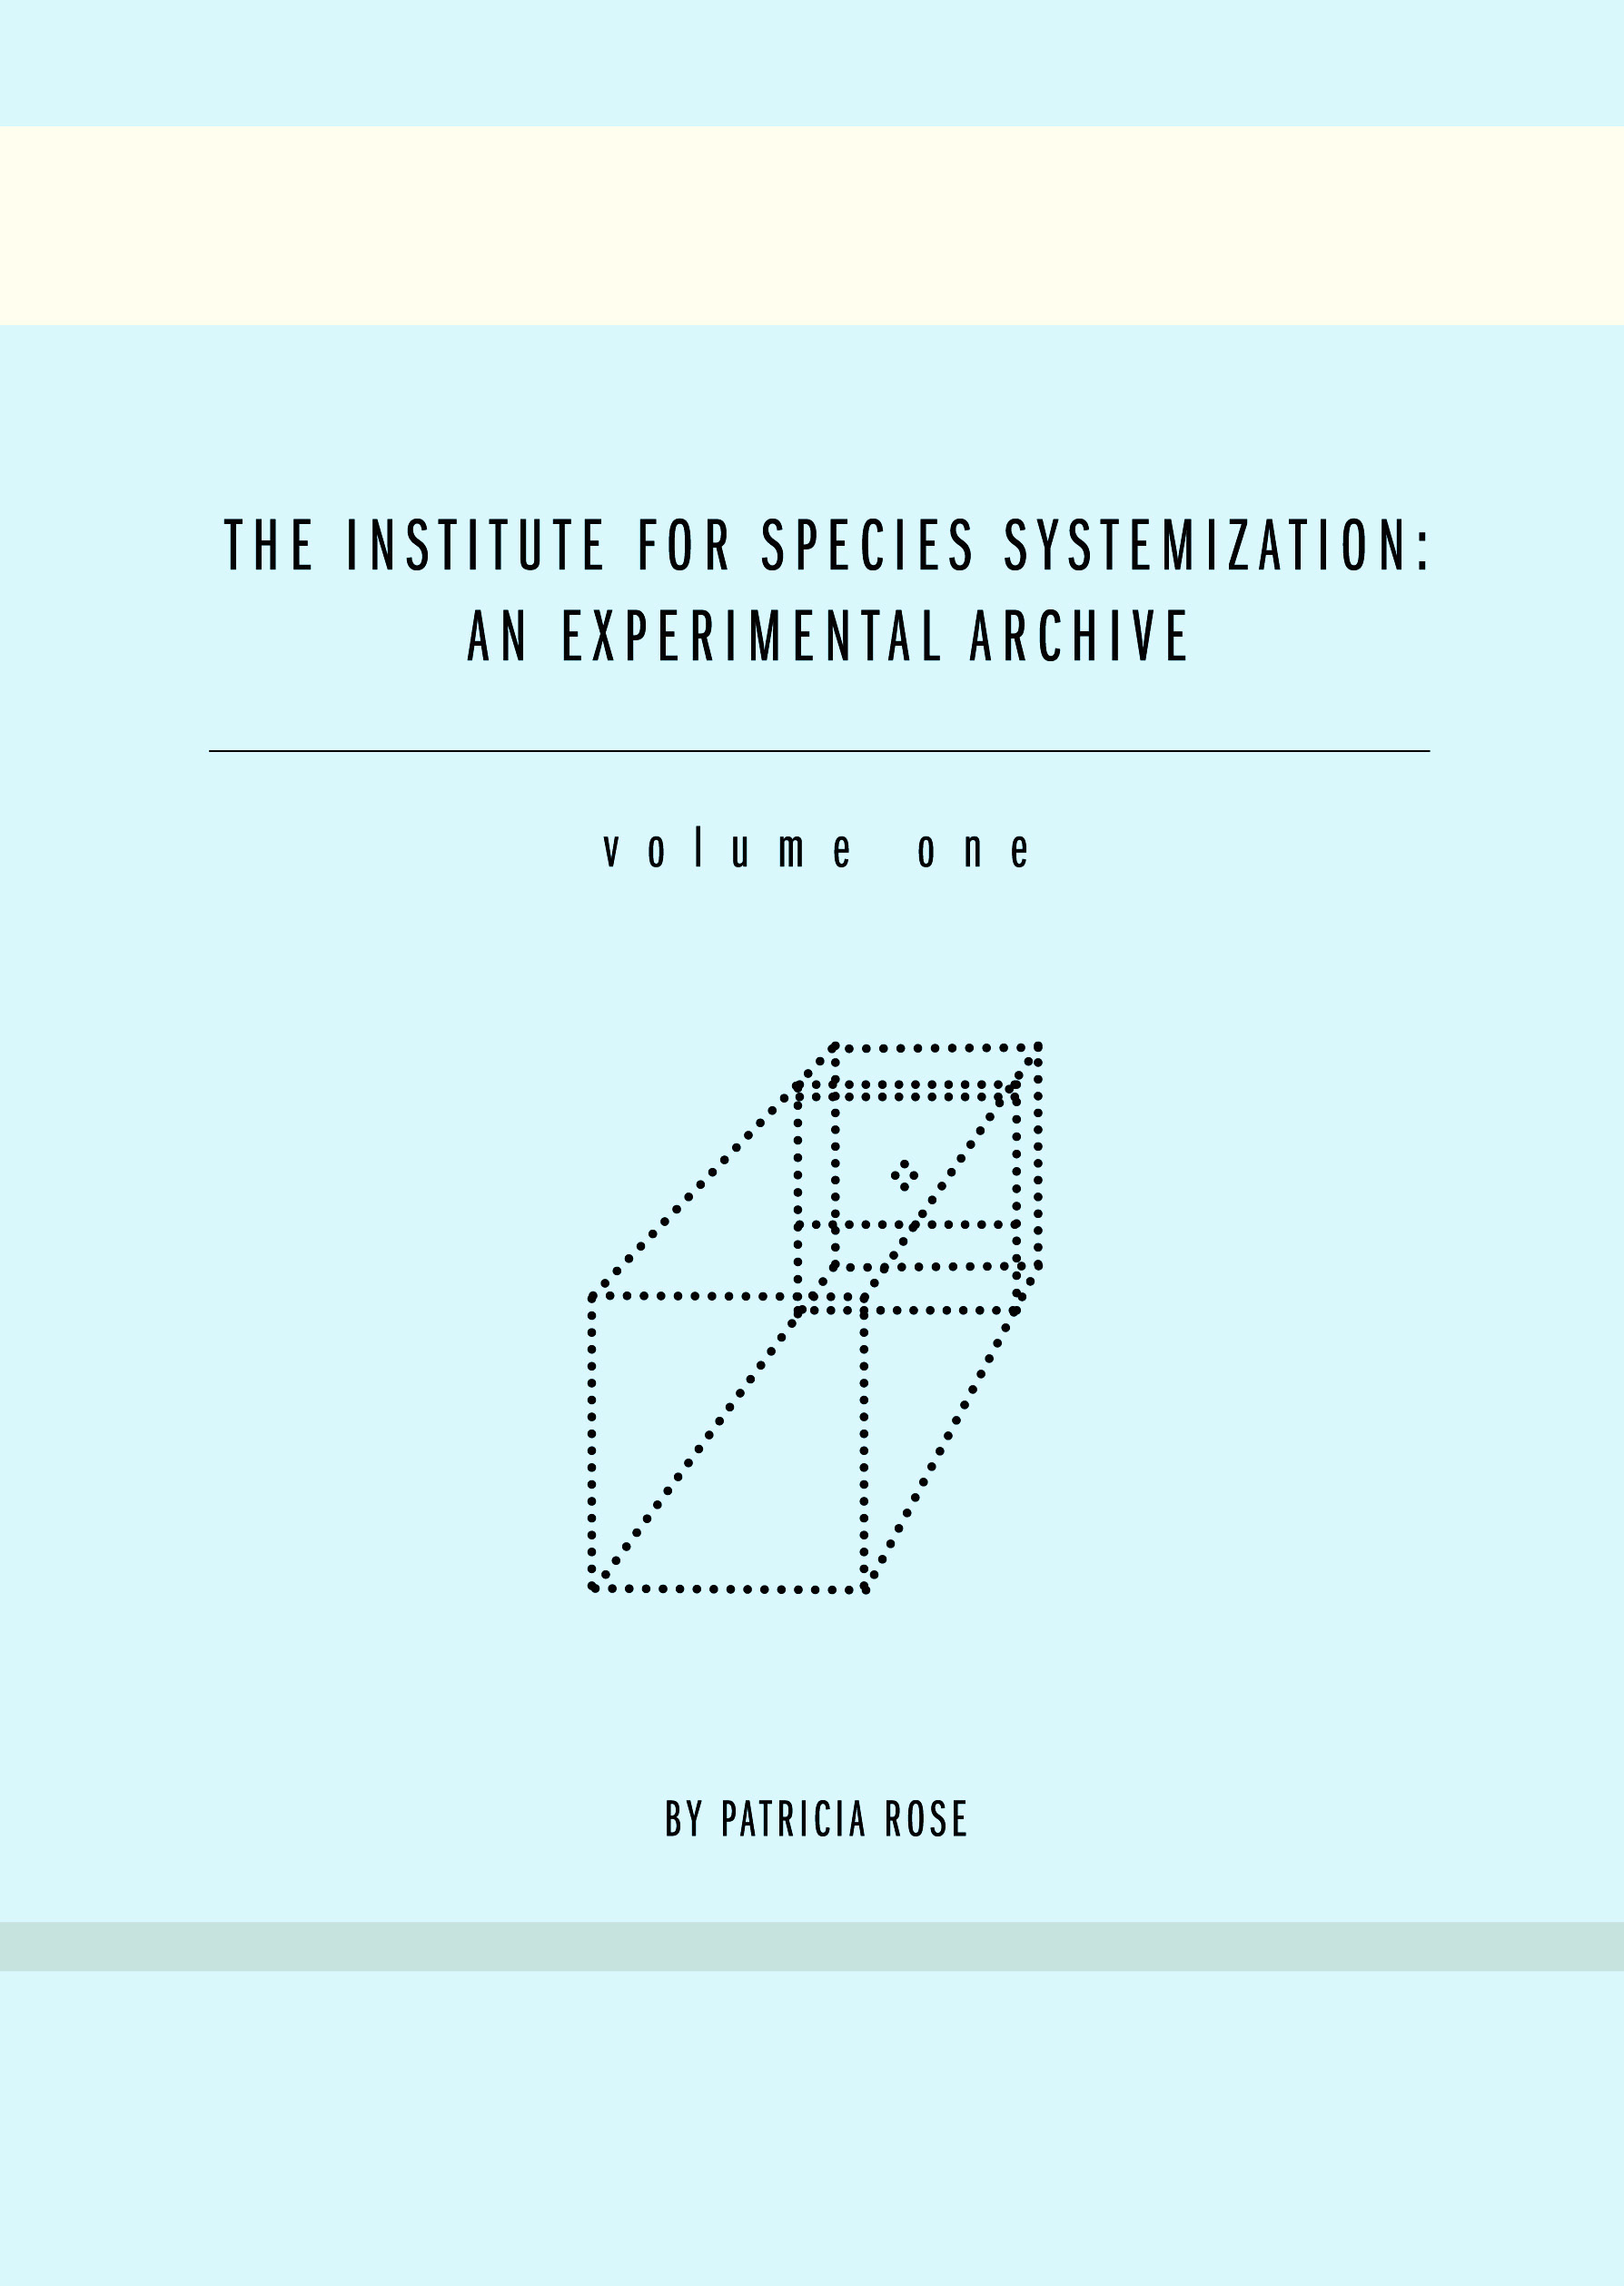 THE INSTITUTE FOR SPECIES SYSTEMIZATION:
AN EXPERIMENTAL ARCHIVE
volume one
BY PATRICIA ROSE